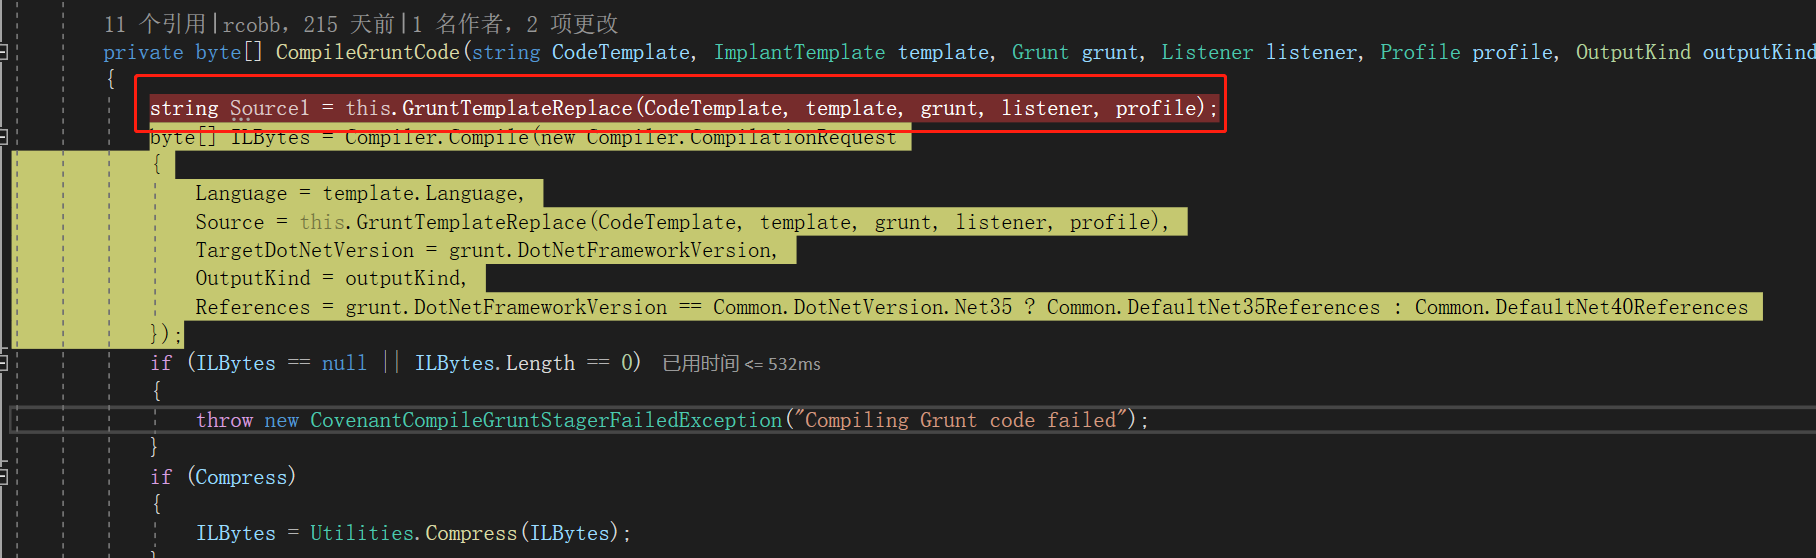 11 个引用|rcobb，215 天前|1 名作者，2 项更改
private byte[] CompileGruntCode(string CodeTemplate, ImplantTemplate template, Grunt grunt, Listener listener, Profile profile, OutputKind outputKind
{
string Source1 = this.GruntTemplateReplace(CodeTemplate, template, grunt, listener, profile);
byte[] ILBytes = Compiler.Compile(new Compiler.CompilationRequest
{
Language = template.Language,
Source = this.GruntTemplateReplace(CodeTemplate, template, grunt, listener, profile),
TargetDotNetVersion = grunt.DotNetFrameworkVersion,
OutputKind = outputKind,
References = grunt.DotNetFrameworkVersion == Common.DotNetVersion.Net35 ? Common.DefaultNet35References : Common.DefaultNet40References
});
if (ILBytes == null || ILBytes.Length == 0) 已用时间 <= 532ms
{
throw new CovenantCompileGruntStagerFailedException("Compiling Grunt code failed");
}
if (Compress)
{
ILBytes = Utilities.Compress(ILBytes);
}